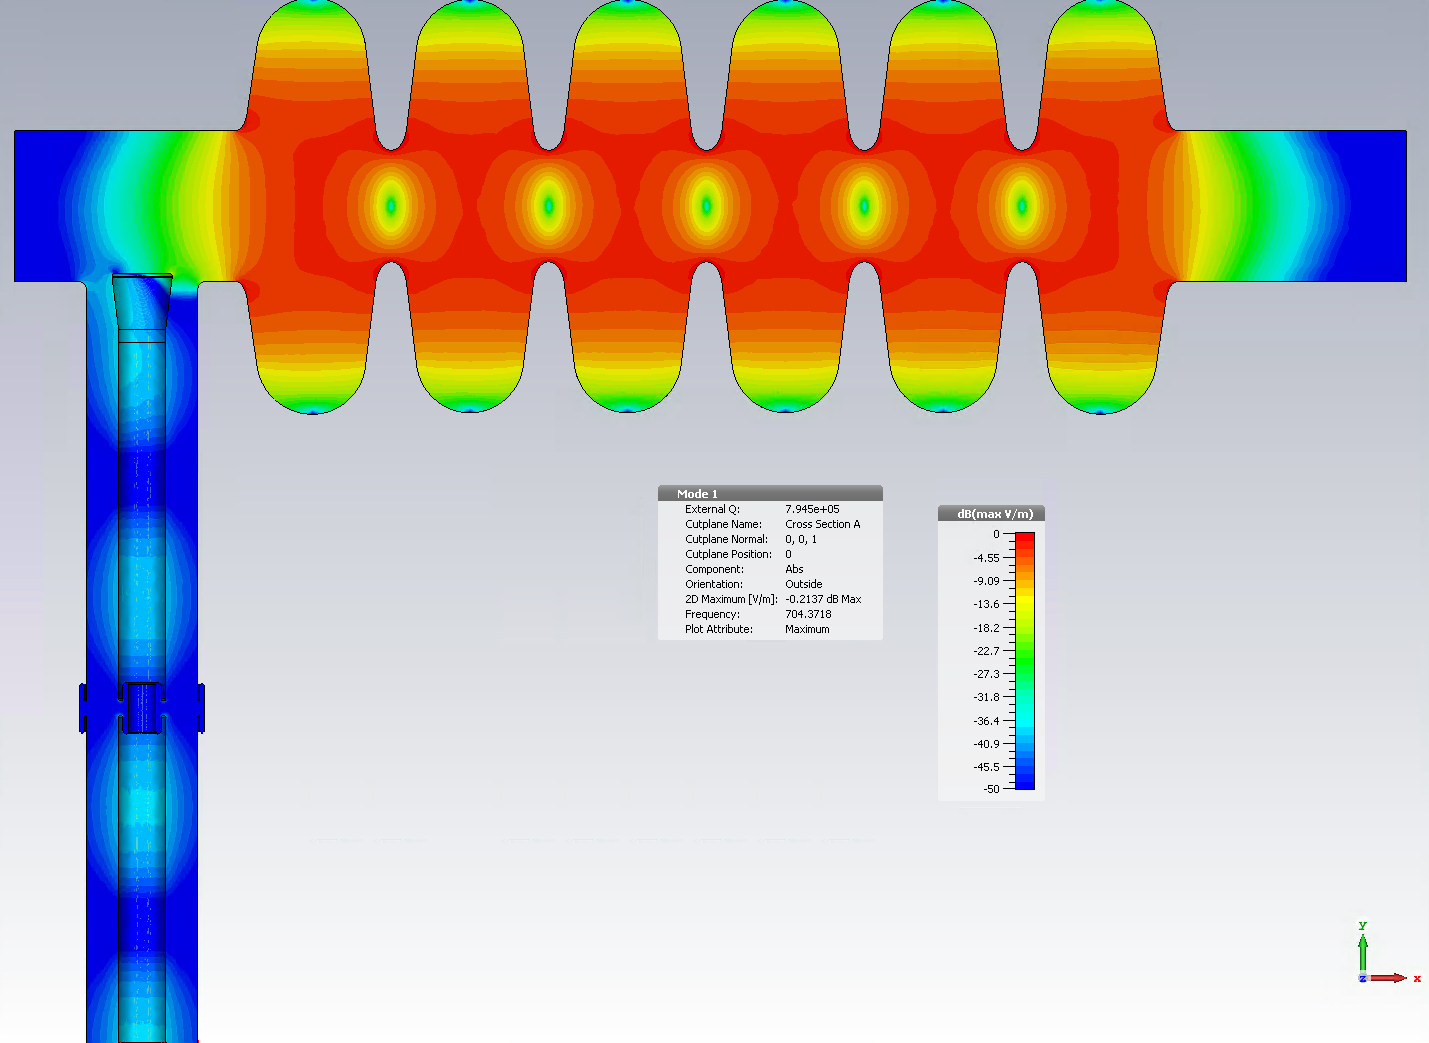 Mode 1
External Q: 7.945e+05
Cutplane Name: Cross Section A
Cutplane Normal: 0, 0, 1
Cutplane Position: 0
Component: Abs
Orientation: Outside
2D Maximum [V/m]: -0.2137 dB Max
Frequency: 704.3718
Plot Attribute: Maximum
dB(max V/m)
0
-4.55
-9.09
-13.6
-18.2
-22.7
-27.3
-31.8
-36.4
-40.9
-45.5
-50
y
z
x